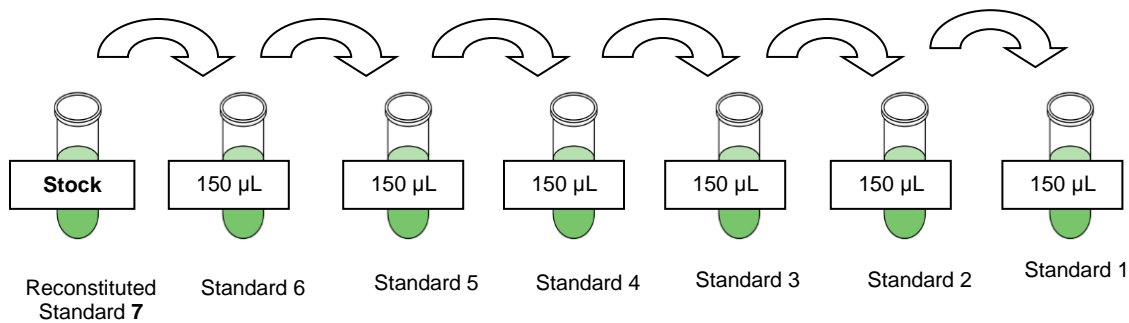 Stock
150 µL
150 µL
150 µL
150 µL
150 µL
150 µL
Reconstituted
Standard 7
Standard 6
Standard 5
Standard 4
Standard 3
Standard 2
Standard 1